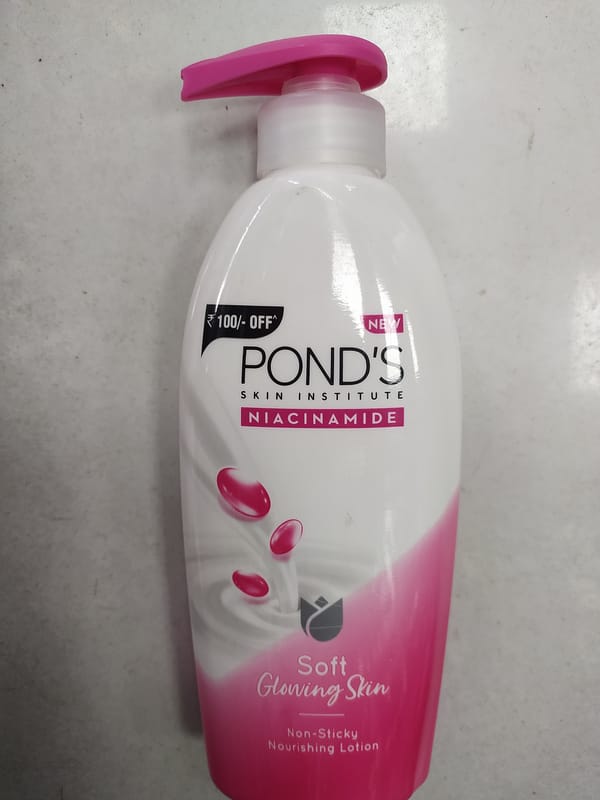 ₹ 100/- OFF^
NEW
POND'S
SKIN INSTITUTE
NIACINAMIDE
Soft
Glowing Skin
Non-Sticky
Nourishing Lotion